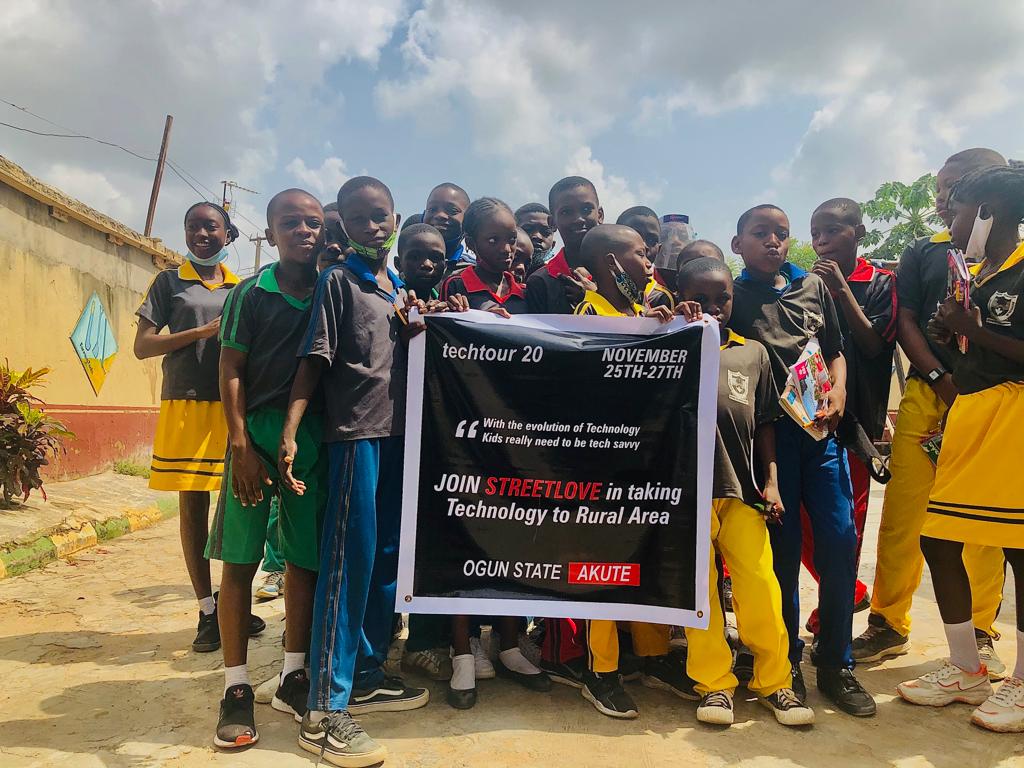 techtour 20
NOVEMBER
25TH-27TH
“ With the evolution of Technology
Kids really need to be tech savvy
JOIN STREETLOVE in taking
Technology to Rural Area
OGUN STATE AKUTE